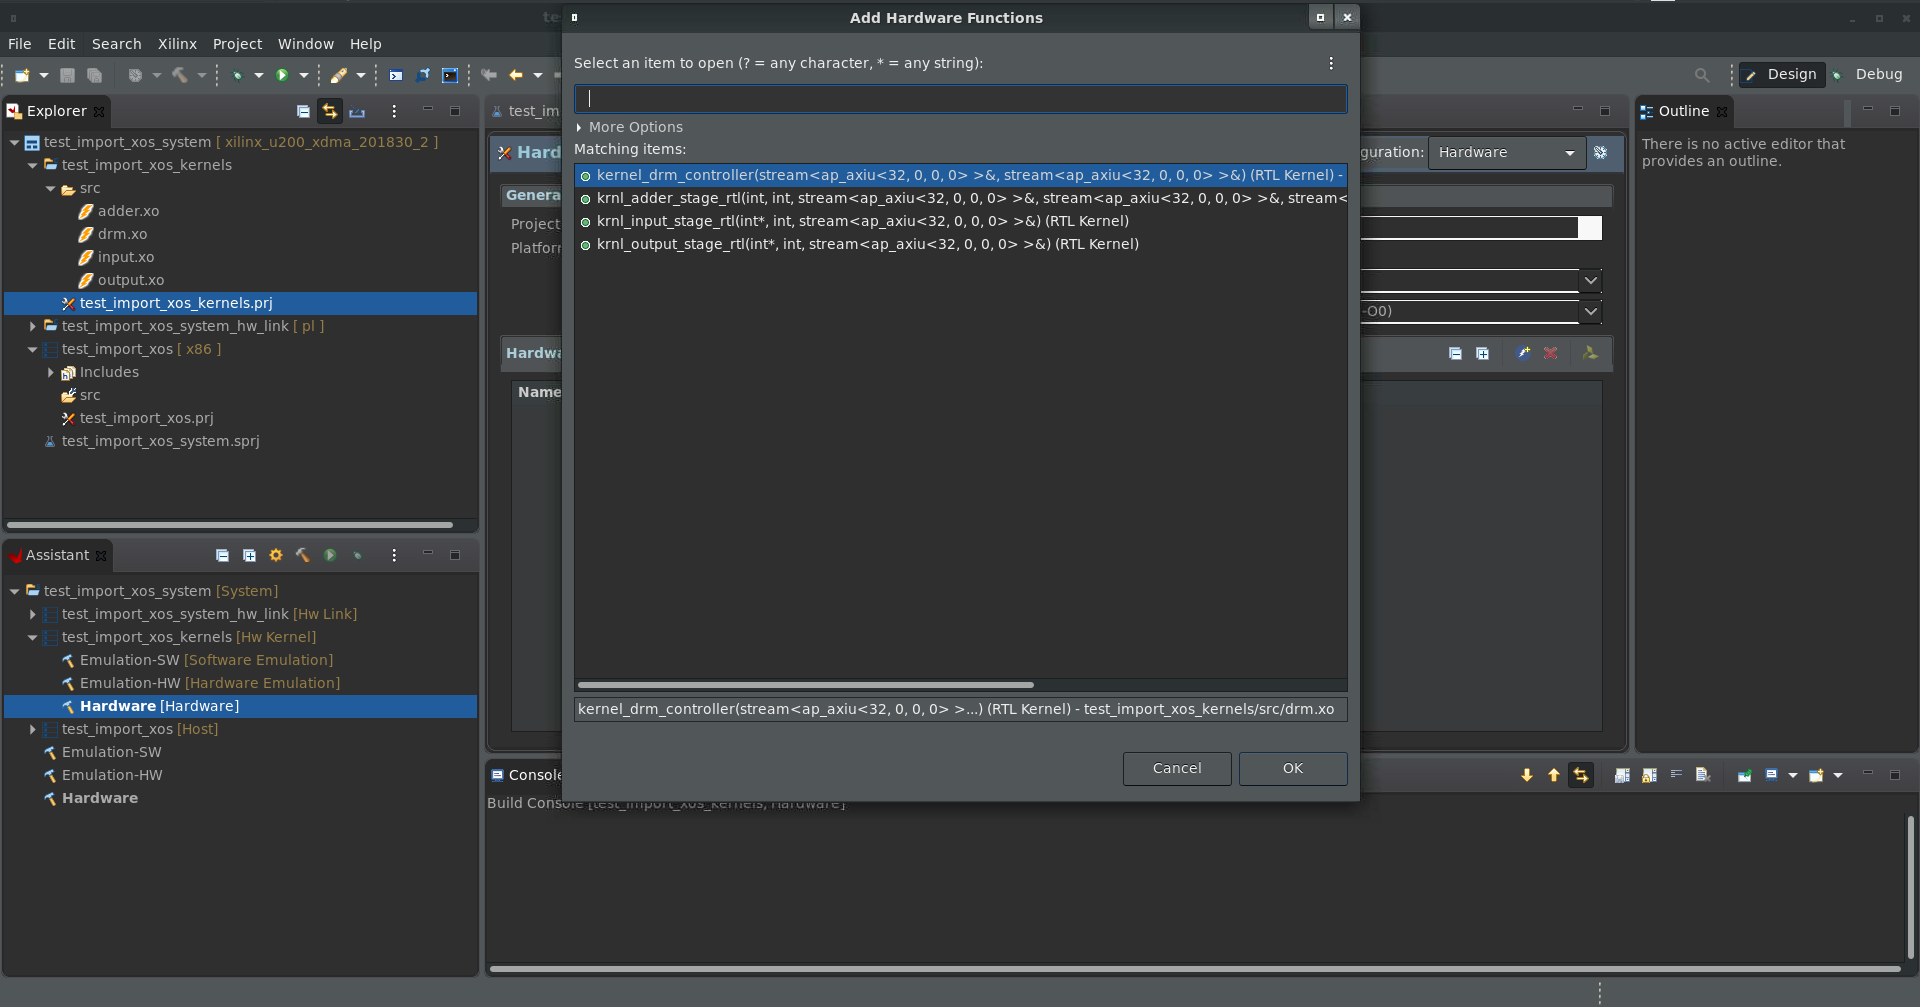 Add Hardware Functions
File Edit Search Xilinx Project Window Help
Design
Debug
Explorer
test_import_xos_system [ xilinx_u200_xdma_201830_2 ]
test_import_xos_kernels
src
adder.xo
drm.xo
input.xo
output.xo
test_import_xos_kernels.prj
test_import_xos_system_hw_link [ pl ]
test_import_xos [ x86 ]
Includes
src
test_import_xos.prj
test_import_xos_system.sprj
Assistant
test_import_xos_system [System]
test_import_xos_system_hw_link [Hw Link]
test_import_xos_kernels [Hw Kernel]
Emulation-SW [Software Emulation]
Emulation-HW [Hardware Emulation]
Hardware [Hardware]
test_import_xos [Host]
Emulation-SW
Emulation-HW
Hardware
test_im
Hard
Genera
Project
Platforn
Hardwa
Name
Select an item to open (? = any character, * = any string):
More Options
Matching items:
kernel_drm_controller(stream<ap_axiu<32, 0, 0, 0> >&, stream<ap_axiu<32, 0, 0, 0> >&) (RTL Kernel) -
krnl_adder_stage_rtl(int, int, stream<ap_axiu<32, 0, 0, 0> >&, stream<ap_axiu<32, 0, 0, 0> >&, stream<
krnl_input_stage_rtl(int*, int, stream<ap_axiu<32, 0, 0, 0> >&) (RTL Kernel)
krnl_output_stage_rtl(int*, int, stream<ap_axiu<32, 0, 0, 0> >&) (RTL Kernel)
kernel_drm_controller(stream<ap_axiu<32, 0, 0, 0> >...) (RTL Kernel) - test_import_xos_kernels/src/drm.xo
Cancel
OK
guration:
Hardware
-O0)
Outline
There is no active editor that
provides an outline.
Console
Build Console [test_import_xos_kernels, Hardware]